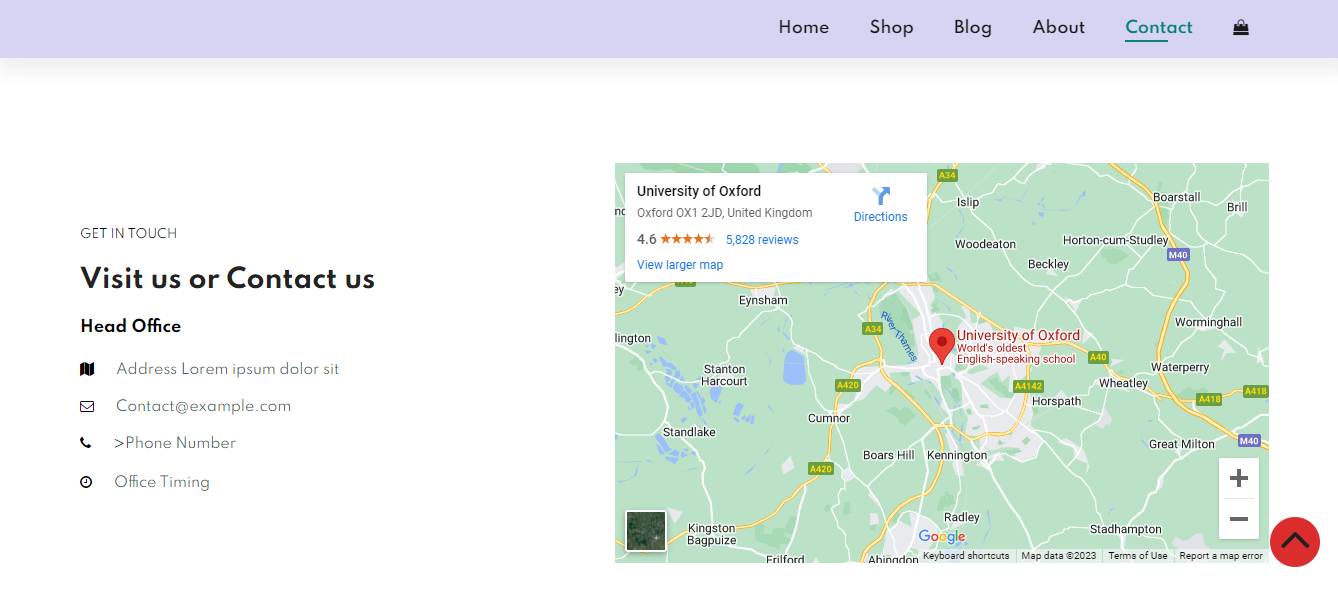 Home Shop Blog About Contact
GET IN TOUCH
Visit us or Contact us
Head Office
Address Lorem ipsum dolor sit
Contact@example.com
>Phone Number
Office Timing
University of Oxford
Oxford OX1 2JD, United Kingdom
4.6 5,828 reviews
View larger map
Directions
A34
Islip
Boarstall
Brill
Woodeaton
Horton-cum-Studley
M40
Beckley
Eynsham
River Thames
A34
Worminghall
University of Oxford
World's oldest
English-speaking school
A40
Stanton
Harcourt
Waterperry
A420
A4142
Wheatley
A418
A418
Horspath
Cumnor
Standlake
Great Milton
M40
Boars Hill
Kennington
A420
Radley
Stadhampton
Kingston
Bagpuize
Google
Keyboard shortcuts Map data ©2023 Terms of Use Report a map error